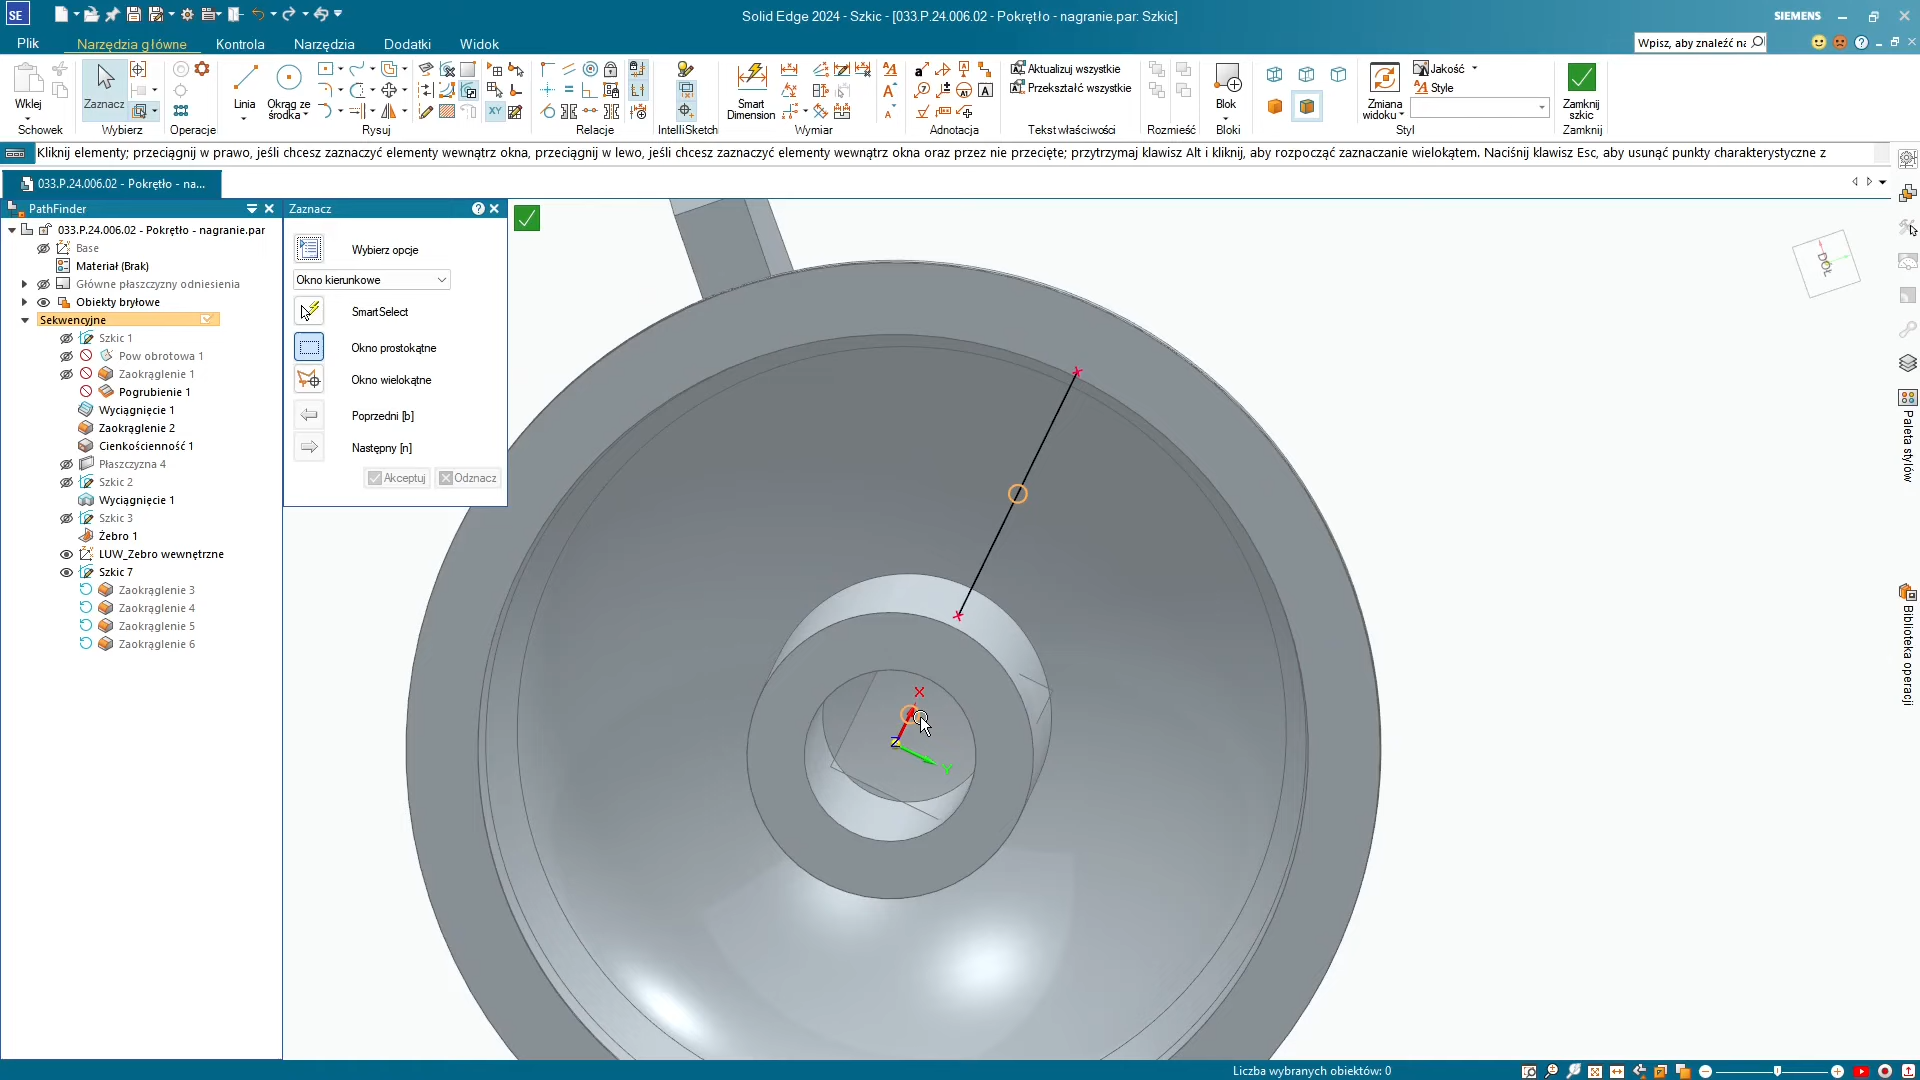 SE
Solid Edge 2024 - Szkic - [033.P.24.006.02 - Pokrętło - nagranie.par: Szkic]
SIEMENS
Plik
Narzędzia główne
Kontrola
Narzędzia
Dodatki
Widok
Wpisz, aby znaleźć na
Wklej
Zaznacz
Linia
Okrąg ze środka
Smart Dimension
Aktualizuj wszystkie
Przekształć wszystkie
Blok
Zmiana widoku
Jakość
Style
Zamknij szkic
Schowek
Wybierz
Operacje
Rysuj
Relacje
IntelliSketch
Wymiar
Adnotacja
Tekst właściwości
Rozmieść
Bloki
Styl
Zamknij
Kliknij elementy; przeciągnij w prawo, jeśli chcesz zaznaczyć elementy wewnątrz okna, przeciągnij w lewo, jeśli chcesz zaznaczyć elementy wewnątrz okna oraz przez nie przecięte; przytrzymaj klawisz Alt i kliknij, aby rozpocząć zaznaczanie wielokątem. Naciśnij klawisz Esc, aby usunąć punkty charakterystyczne z
033.P.24.006.02 - Pokrętło - na...
PathFinder
033.P.24.006.02 - Pokrętło - nagranie.par
Base
Materiał (Brak)
Główne płaszczyzny odniesienia
Obiekty bryłowe
Sekwencyjne
Szkic 1
Pow obrotowa 1
Zaokrąglenie 1
Pogrubienie 1
Wyciągnięcie 1
Zaokrąglenie 2
Cienkościenność 1
Płaszczyzna 4
Szkic 2
Wyciągnięcie 1
Szkic 3
Żebro 1
LUW_Żebro wewnętrzne
Szkic 7
Zaokrąglenie 3
Zaokrąglenie 4
Zaokrąglenie 5
Zaokrąglenie 6
Zaznacz
Wybierz opcje
Okno kierunkowe
SmartSelect
Okno prostokątne
Okno wielokątne
Poprzedni [b]
Następny [n]
Akceptuj
Odznacz
X
Z
Y
DÓŁ
Paleta stylów
Biblioteka operacji
Liczba wybranych obiektów: 0